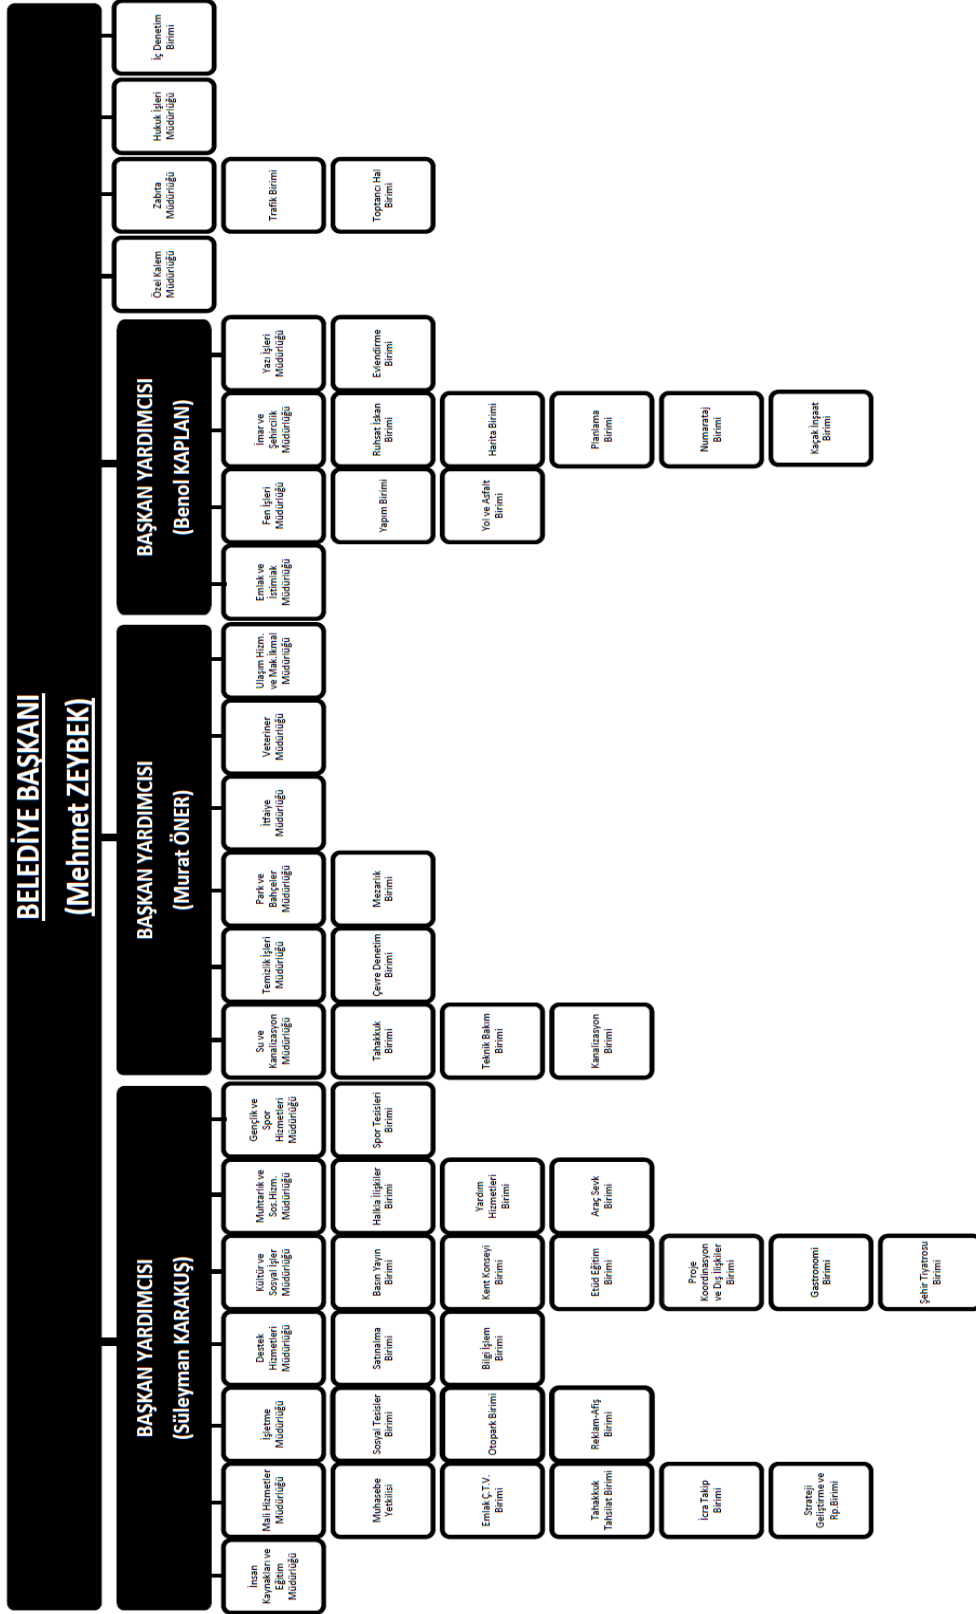 BELEDİYE BAŞKANI
(Mehmet ZEYBEK)
BAŞKAN YARDIMCISI
(Süleyman KARAKUŞ)
BAŞKAN YARDIMCISI
(Murat ÖNER)
BAŞKAN YARDIMCISI
(Benol KAPLAN)
Özel Kalem
Müdürlüğü
Zabıta
Müdürlüğü
Hukuk İşleri
Müdürlüğü
İç Denetim
Birimi
İnsan
Kaynakları ve
Eğitim
Müdürlüğü
Mali Hizmetler
Müdürlüğü
İşletme
Müdürlüğü
Destek
Hizmetleri
Müdürlüğü
Kültür ve
Sosyal İşler
Müdürlüğü
Muhtarlık ve
Sos.Hizm.
Müdürlüğü
Gençlik ve
Spor
Hizmetleri
Müdürlüğü
Su ve
Kanalizasyon
Müdürlüğü
Temizlik İşleri
Müdürlüğü
Park ve
Bahçeler
Müdürlüğü
İtfaiye
Müdürlüğü
Veteriner
Müdürlüğü
Ulaşım Hizm.
ve Mak.İkmal
Müdürlüğü
Emlak ve
İstimlak
Müdürlüğü
Fen İşleri
Müdürlüğü
İmar ve
Şehircilik
Müdürlüğü
Yazı İşleri
Müdürlüğü
Trafik Birimi
Muhasebe
Yetkilisi
Sosyal Tesisler
Birimi
Satınalma
Birimi
Basın Yayın
Birimi
Halkla İlişkiler
Birimi
Spor Tesisleri
Birimi
Tahakkuk
Birimi
Çevre Denetim
Birimi
Mezarlık
Birimi
Yapım Birimi
Ruhsat İskan
Birimi
Evlendirme
Birimi
Toptancı Hal
Birimi
Emlak Ç.T.V.
Birimi
Otopark Birimi
Bilgi İşlem
Birimi
Kent Konseyi
Birimi
Yardım
Hizmetleri
Birimi
Teknik Bakım
Birimi
Yol ve Asfalt
Birimi
Harita Birimi
Tahakkuk
Tahsilat Birimi
Reklam-Afiş
Birimi
Etüd Eğitim
Birimi
Araç Sevk
Birimi
Kanalizasyon
Birimi
Planlama
Birimi
İcra Takip
Birimi
Proje
Koordinasyon
ve Dış İlişkiler
Birimi
Numarataj
Birimi
Strateji
Geliştirme ve
Rp.Birimi
Gastronomi
Birimi
Kaçak İnşaat
Birimi
Şehir Tiyatrosu
Birimi